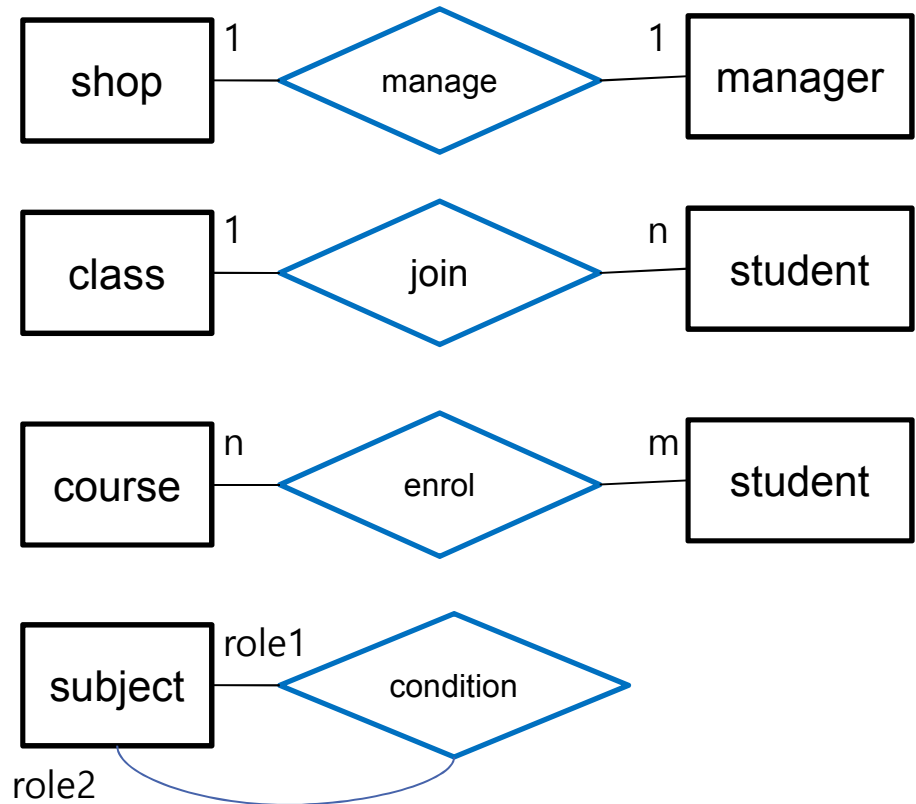 1 1
shop manage manager
1 n
class join student
n m
course enrol student
role1
subject condition
role2